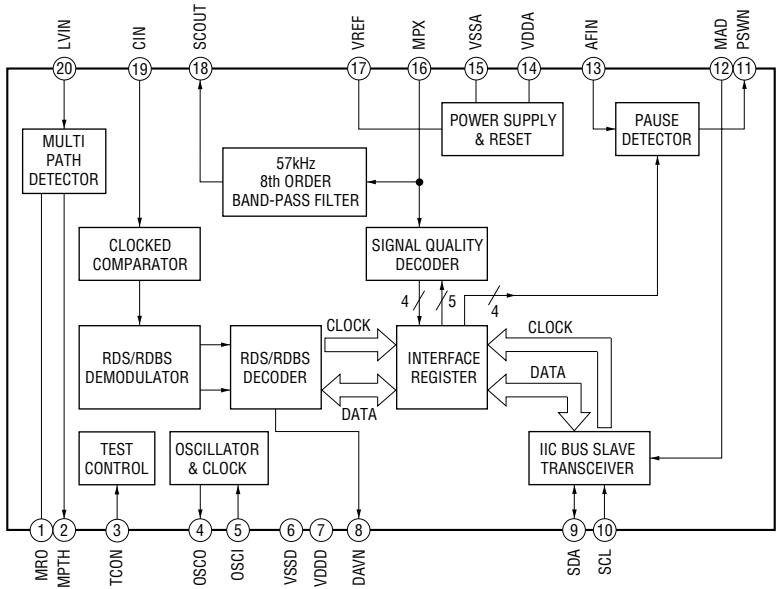 LVIN
CIN
SCOUT
VREF
MPX
VSSA
VDDA
AFIN
MAD
PSWN
20
19
18
17
16
15
14
13
12
11
MULTI
PATH
DETECTOR
57kHz
8th ORDER
BAND-PASS FILTER
POWER SUPPLY
& RESET
PAUSE
DETECTOR
CLOCKED
COMPARATOR
SIGNAL QUALITY
DECODER
4
5
4
RDS/RDBS
DEMODULATOR
RDS/RDBS
DECODER
CLOCK
DATA
INTERFACE
REGISTER
CLOCK
DATA
TEST
CONTROL
OSCILLATOR
& CLOCK
IIC BUS SLAVE
TRANSCEIVER
1
2
3
4
5
6
7
8
9
10
MRO
MPTH
TCON
OSCO
OSCI
VSSD
VDDD
DAVN
SDA
SCL